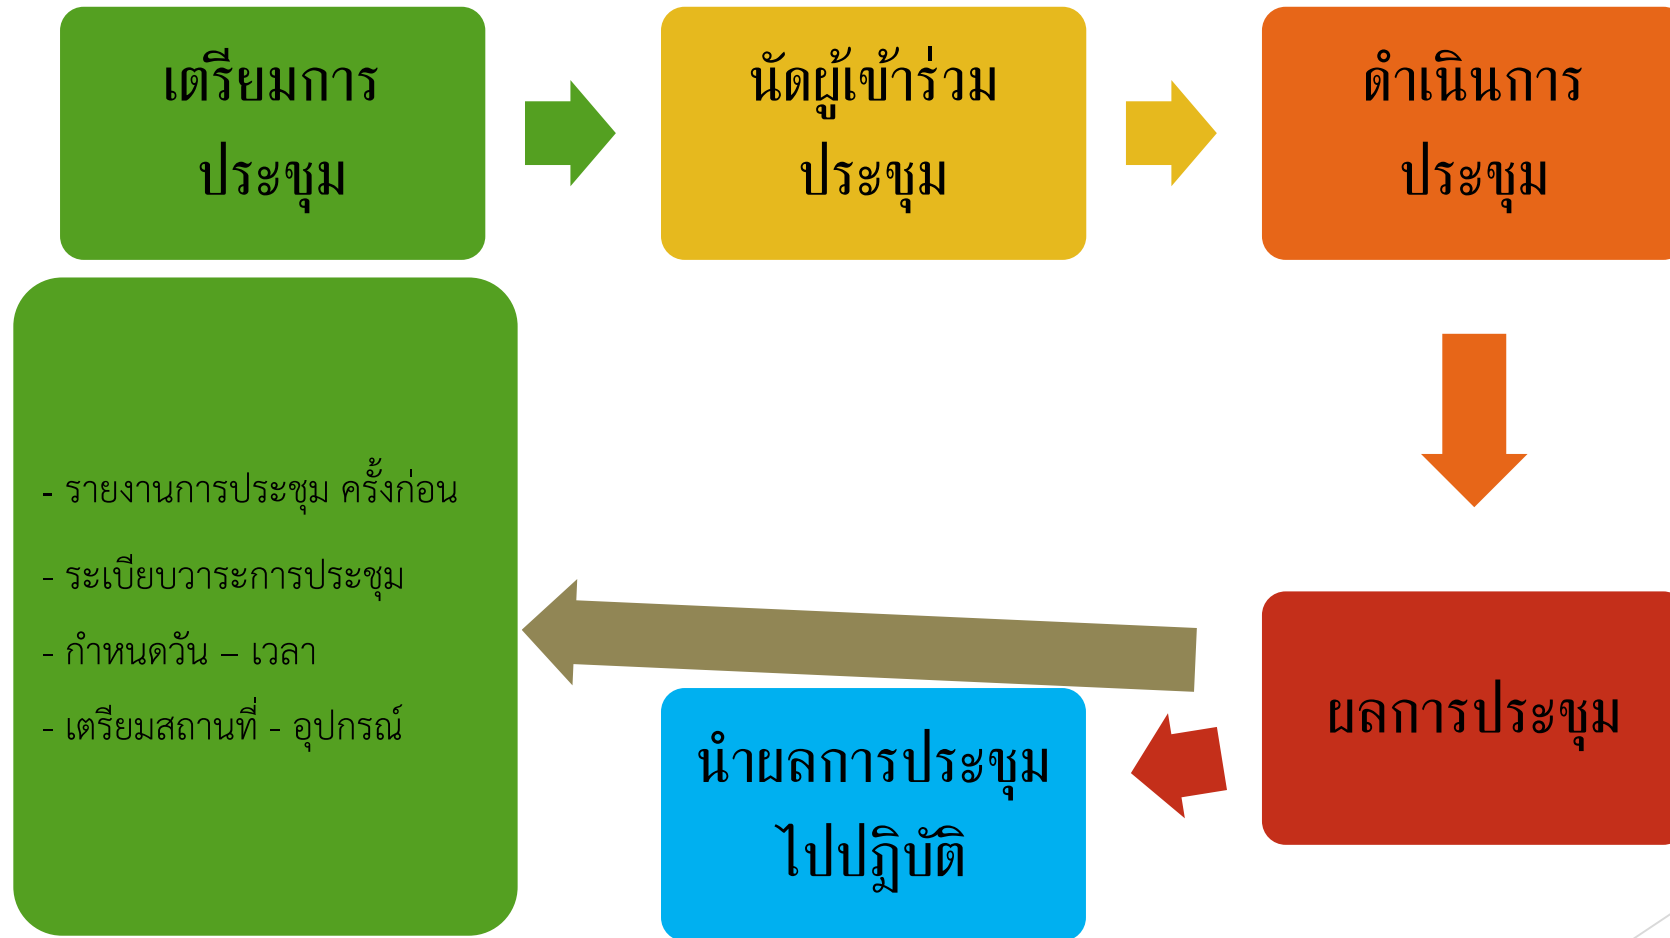 เตรียมการ
ประชุม
นัดผู้เข้าร่วม
ประชุม
ดำเนินการ
ประชุม
- รายงานการประชุม ครั้งก่อน
- ระเบียบวาระการประชุม
- กำหนดวัน – เวลา
- เตรียมสถานที่ - อุปกรณ์
ผลการประชุม
นำผลการประชุม
ไปปฏิบัติ